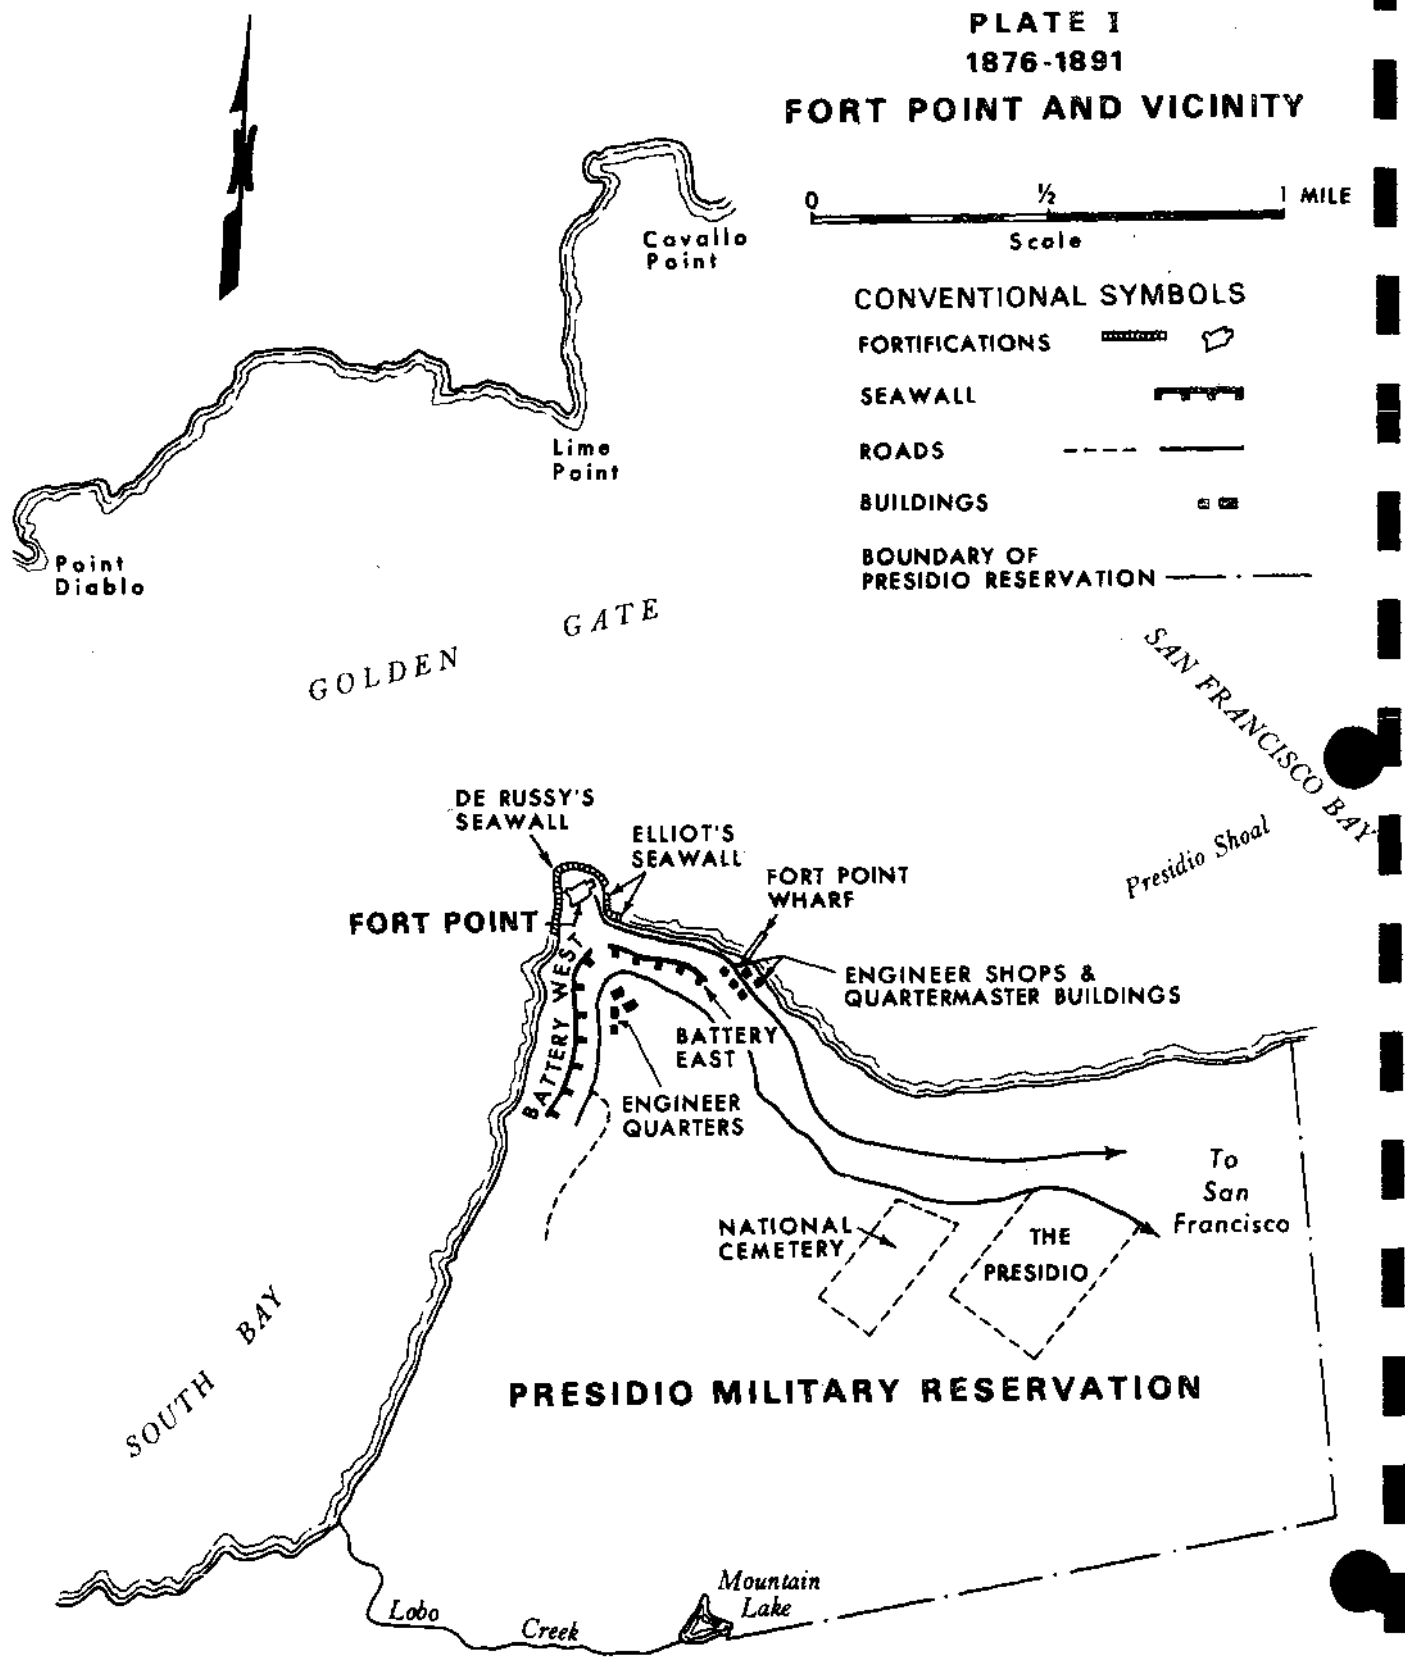 PLATE I
1876-1891
FORT POINT AND VICINITY
0 ½ 1 MILE
Scale
N
Cavallo
Point
CONVENTIONAL SYMBOLS
FORTIFICATIONS
SEAWALL
ROADS
BUILDINGS
BOUNDARY OF
PRESIDIO RESERVATION
Lime
Point
Point
Diablo
GOLDEN GATE
SAN FRANCISCO BAY
Presidio Shoal
DE RUSSY'S
SEAWALL
ELLIOT'S
SEAWALL
FORT POINT
WHARF
FORT POINT
BATTERY WEST
ENGINEER SHOPS &
QUARTERMASTER BUILDINGS
BATTERY
EAST
ENGINEER
QUARTERS
To
San
Francisco
NATIONAL
CEMETERY
THE
PRESIDIO
SOUTH BAY
PRESIDIO MILITARY RESERVATION
Mountain
Lake
Lobo Creek